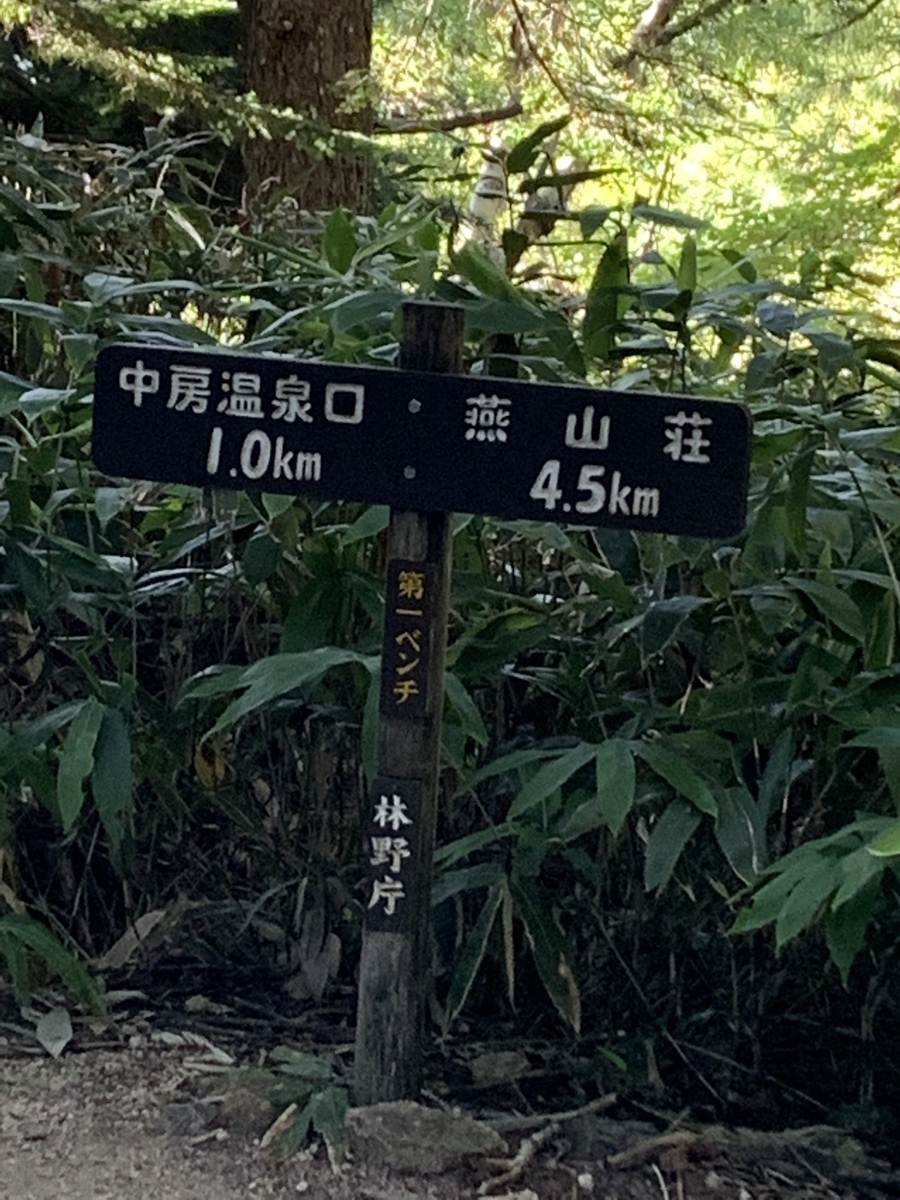 中房温泉口
1.0km
燕山荘
4.5km
第一ベンチ
林野庁